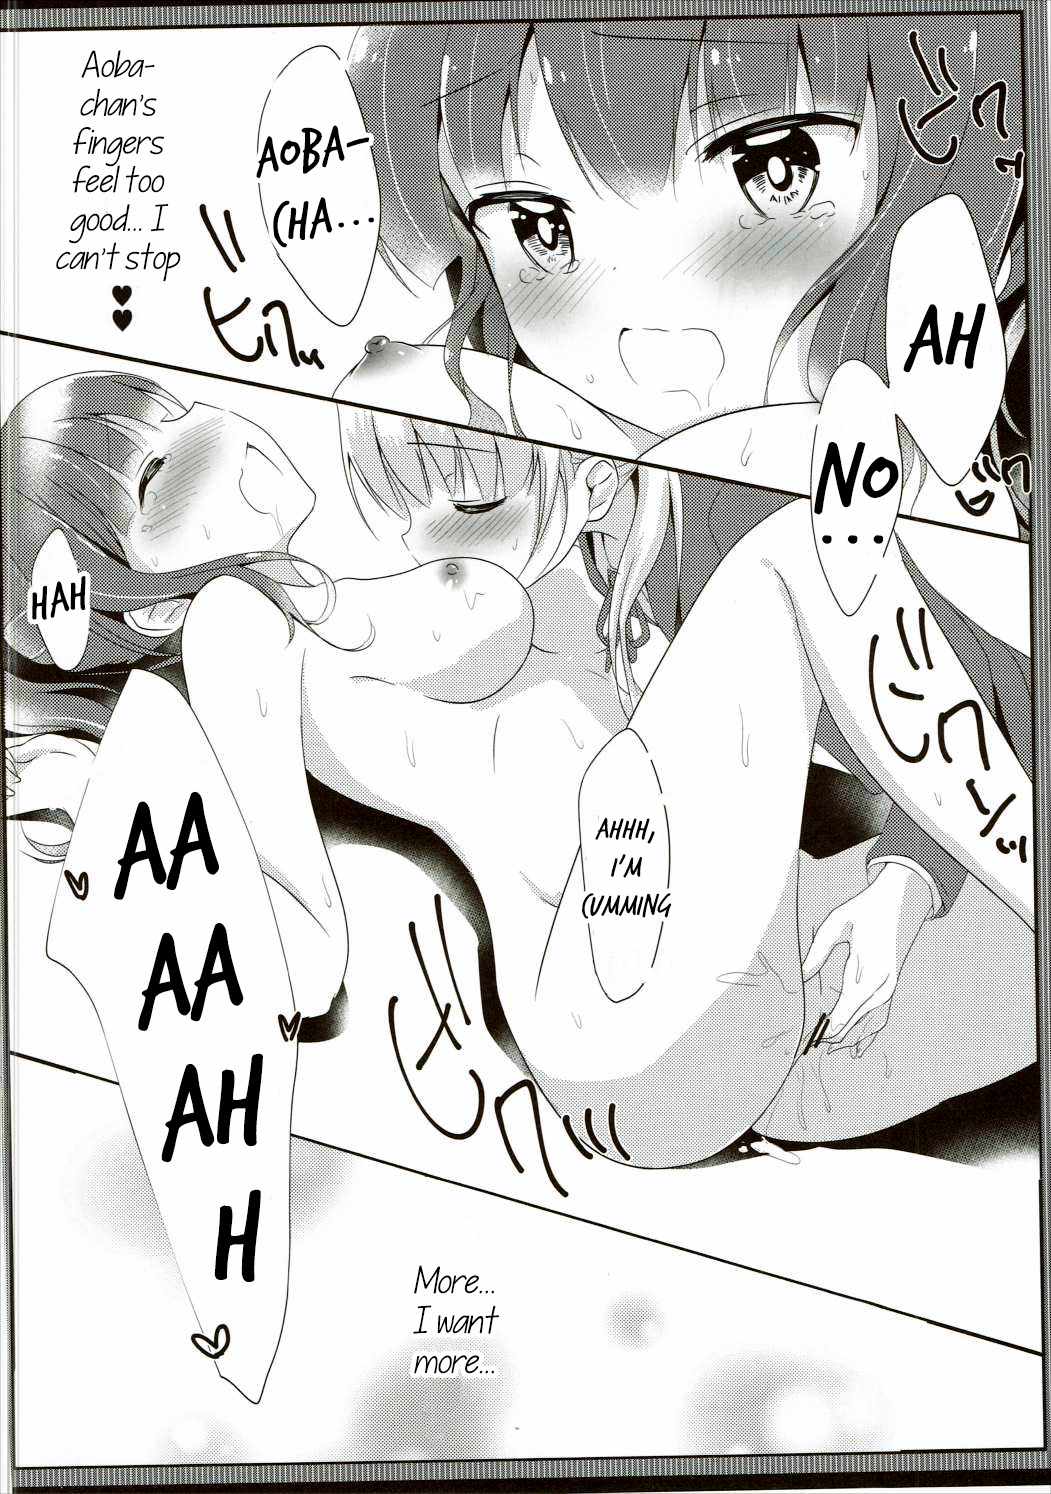 Aoba-
chan's
fingers
feel too
good... I
can't stop
♥
♥
AOBA-
CHA...
AH
NO
...
HAH
AHHH,
I'M
CUMMING
AA
AA
AH
H
More...
I want
more...